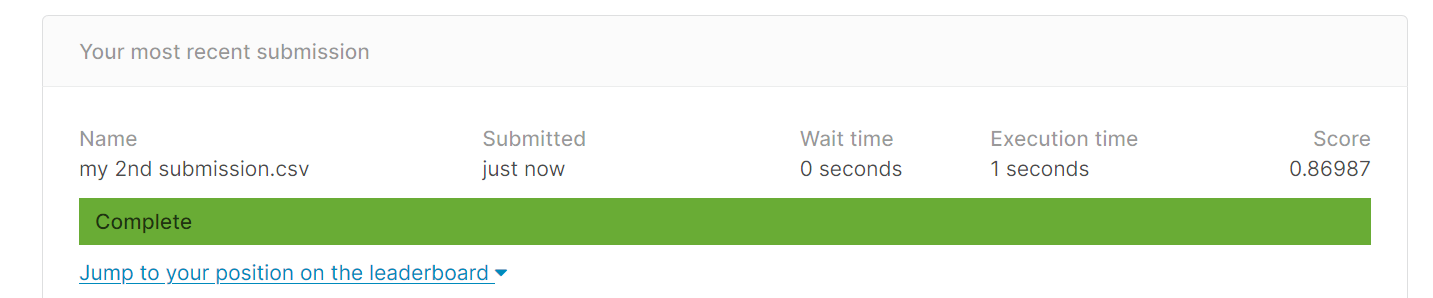 Your most recent submission
Name Submitted Wait time Execution time Score
my 2nd submission.csv just now 0 seconds 1 seconds 0.86987
Complete
Jump to your position on the leaderboard